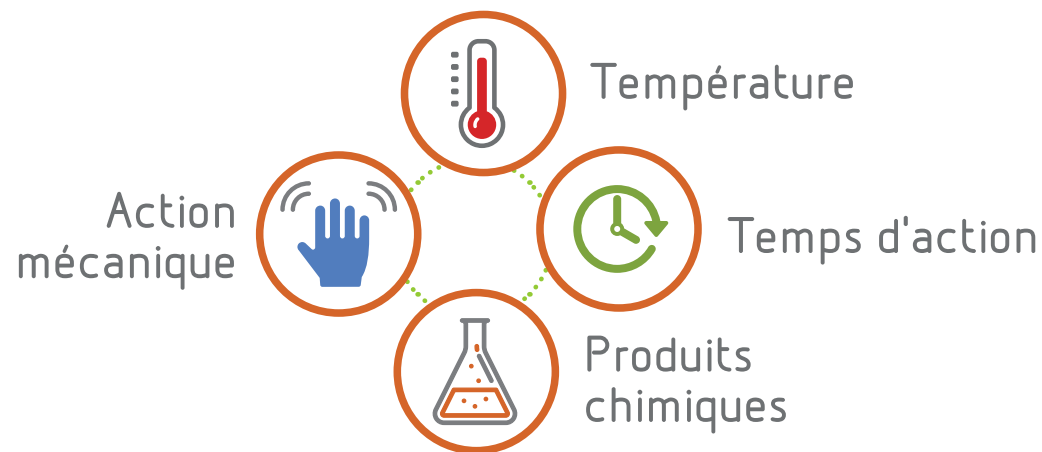 Température
Action
mécanique
Temps d'action
Produits
chimiques